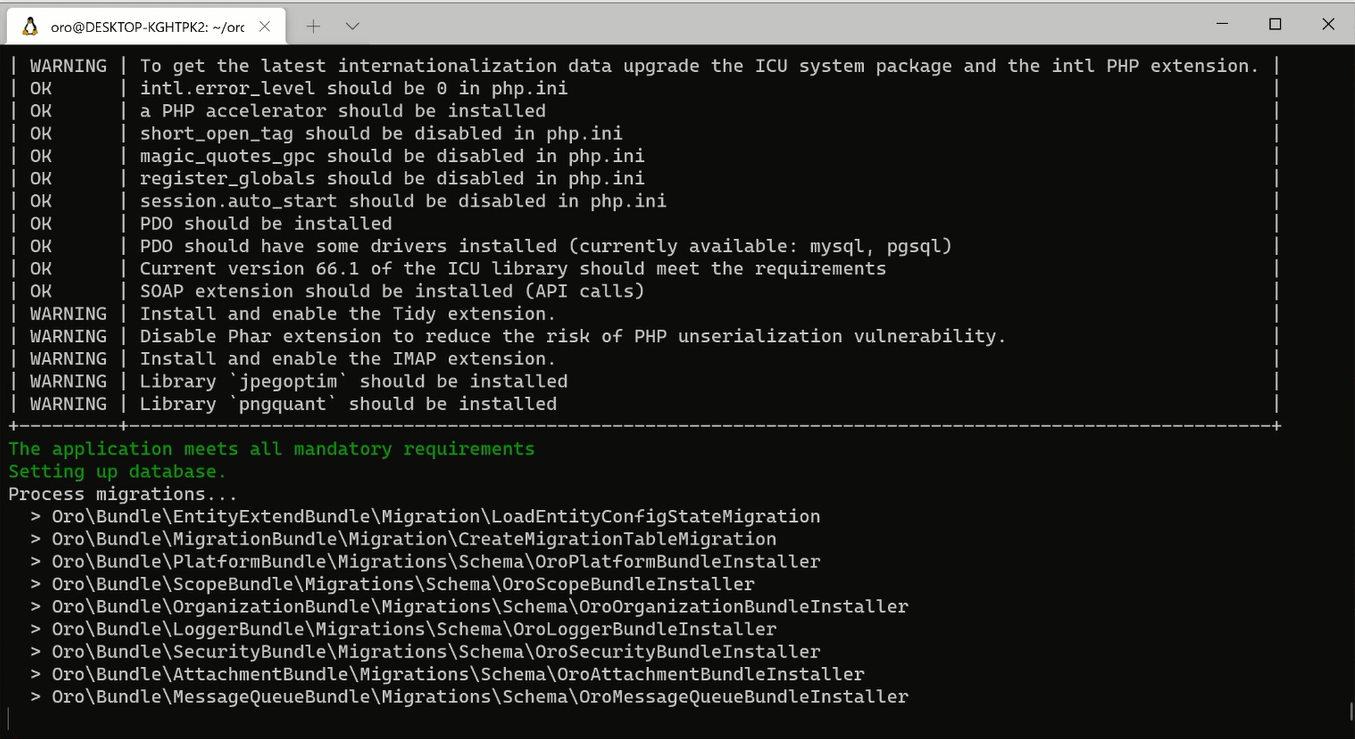 oro@DESKTOP-KGHTPK2: ~/orc
| WARNING | To get the latest internationalization data upgrade the ICU system package and the intl PHP extension. |
| OK | intl.error_level should be 0 in php.ini |
| OK | a PHP accelerator should be installed |
| OK | short_open_tag should be disabled in php.ini |
| OK | magic_quotes_gpc should be disabled in php.ini |
| OK | register_globals should be disabled in php.ini |
| OK | session.auto_start should be disabled in php.ini |
| OK | PDO should be installed |
| OK | PDO should have some drivers installed (currently available: mysql, pgsql) |
| OK | Current version 66.1 of the ICU library should meet the requirements |
| OK | SOAP extension should be installed (API calls) |
| WARNING | Install and enable the Tidy extension. |
| WARNING | Disable Phar extension to reduce the risk of PHP unserialization vulnerability. |
| WARNING | Install and enable the IMAP extension. |
| WARNING | Library `jpegoptim` should be installed |
| WARNING | Library `pngquant` should be installed |
The application meets all mandatory requirements
Setting up database.
Process migrations...
> Oro\Bundle\EntityExtendBundle\Migration\LoadEntityConfigStateMigration
> Oro\Bundle\MigrationBundle\Migration\CreateMigrationTableMigration
> Oro\Bundle\PlatformBundle\Migrations\Schema\OroPlatformBundleInstaller
> Oro\Bundle\ScopeBundle\Migrations\Schema\OroScopeBundleInstaller
> Oro\Bundle\OrganizationBundle\Migrations\Schema\OroOrganizationBundleInstaller
> Oro\Bundle\LoggerBundle\Migrations\Schema\OroLoggerBundleInstaller
> Oro\Bundle\SecurityBundle\Migrations\Schema\OroSecurityBundleInstaller
> Oro\Bundle\AttachmentBundle\Migrations\Schema\OroAttachmentBundleInstaller
> Oro\Bundle\MessageQueueBundle\Migrations\Schema\OroMessageQueueBundleInstaller